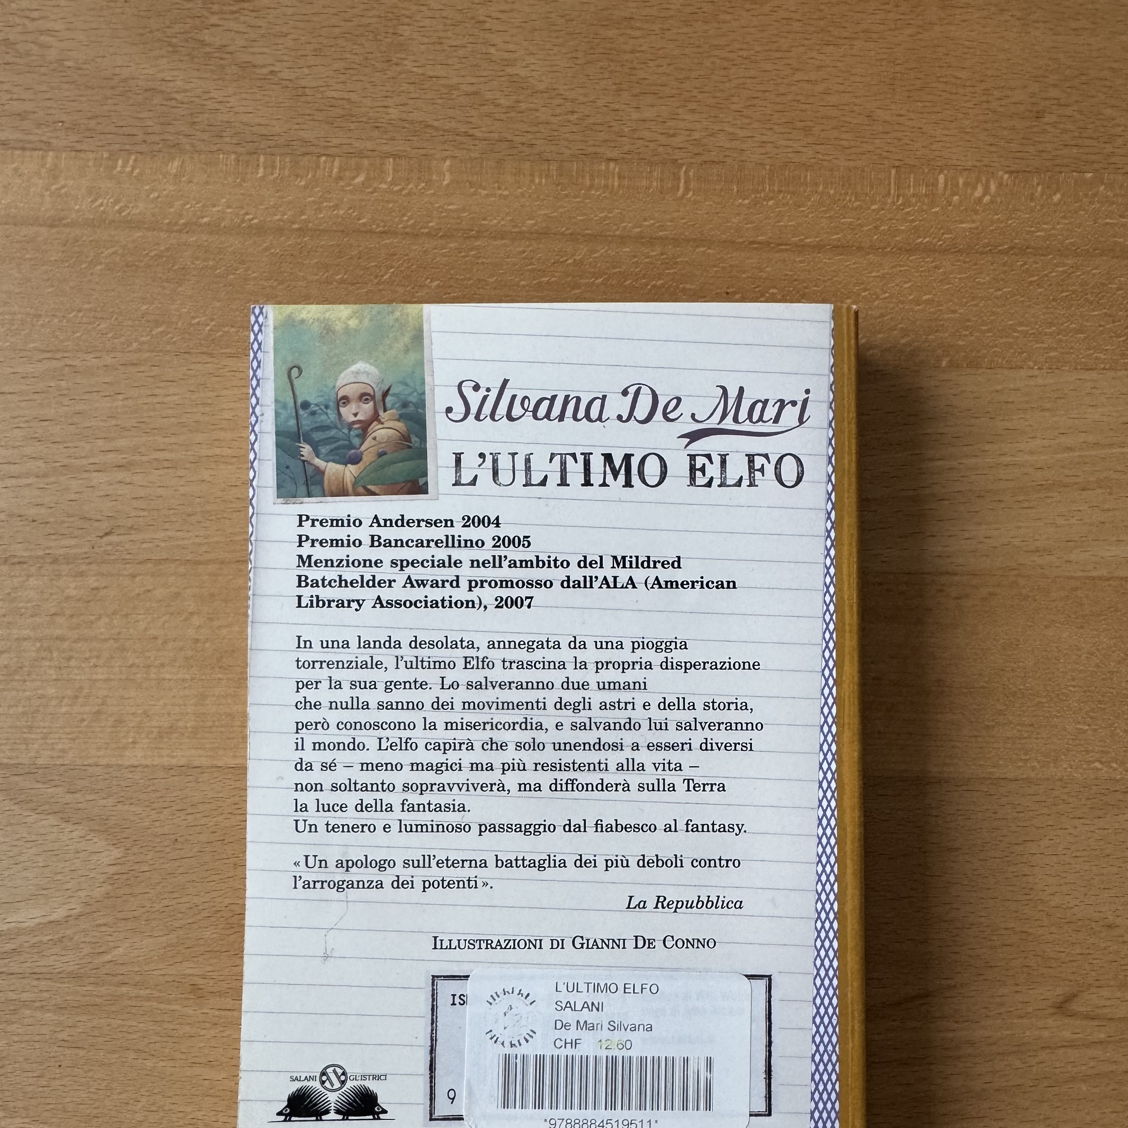 Silvana De Mari
L'ULTIMO ELFO
Premio Andersen 2004
Premio Bancarellino 2005
Menzione speciale nell'ambito del Mildred
Batchelder Award promosso dall'ALA (American
Library Association), 2007
In una landa desolata, annegata da una pioggia
torrenziale, l'ultimo Elfo trascina la propria disperazione
per la sua gente. Lo salveranno due umani
che nulla sanno dei movimenti degli astri e della storia,
però conoscono la misericordia, e salvando lui salveranno
il mondo. L'elfo capirà che solo unendosi a esseri diversi
da sé – meno magici ma più resistenti alla vita –
non soltanto sopravviverà, ma diffonderà sulla Terra
la luce della fantasia.
Un tenero e luminoso passaggio dal fiabesco al fantasy.
«Un apologo sull'eterna battaglia dei più deboli contro
l'arroganza dei potenti».
La Repubblica
ILLUSTRAZIONI DI GIANNI DE CONNO
L'ULTIMO ELFO
SALANI
De Mari Silvana
CHF 12.60
*9788884519511*
9
SALANI GL'ISTRICI